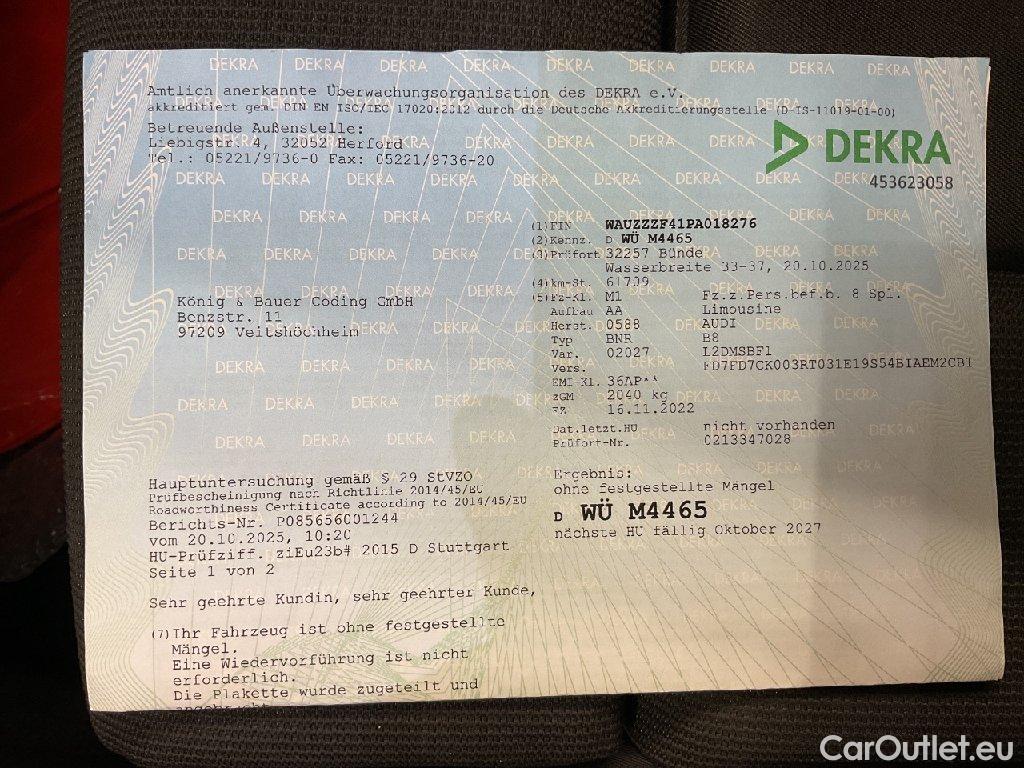 Amtlich anerkannte Überwachungsorganisation des DEKRA e.V.
akkreditiert gem. DIN EN ISO/IEC 17020:2012 durch die Deutsche Akkreditierungsstelle (D-IS-11019-01-00)
Betreuende Außenstelle:
Liebigstr. 4, 32052 Herford
Tel.: 05221/9736-0 Fax: 05221/9736-20
DEKRA
453623058
(1) FIN WAUZZZF41PA018276
(2) Kennz. D WÜ M4465
(3) Prüfort 32257 Bünde
Wasserbreite 33-37, 20.10.2025
(4) km-St. 61709
(5) Fz-Kl. M1 Fz.z.Pers.bef.b. 8 Spl.
Aufbau AA Limousine
Herst. 0588 AUDI
Typ BNR B8
Var. 02027 L2DMSBF1
Vers. FD7FD7CK003RT031E19S54BIAEM2CBI
EMI Kl. 36AP**
zGM 2040 kg
EZ 16.11.2022
Dat.letzt.HU nicht vorhanden
Prüfort-Nr. 0213347028
König & Bauer Coding GmbH
Benzstr. 11
97209 Veitshöchheim
Hauptuntersuchung gemäß § 29 StVZO
Prüfbescheinigung nach Richtlinie 2014/45/EU
Roadworthiness Certificate according to 2014/45/EU
Berichts-Nr. P085656001244
vom 20.10.2025, 10:20
HU-Prüfziff. ziEu23b# 2015 D Stuttgart
Seite 1 von 2
Ergebnis:
ohne festgestellte Mängel
D WÜ M4465
nächste HU fällig Oktober 2027
Sehr geehrte Kundin, sehr geehrter Kunde,
(7) Ihr Fahrzeug ist ohne festgestellte
Mängel.
Eine Wiedervorführung ist nicht
erforderlich.
Die Plakette wurde zugeteilt und
CarOutlet.eu